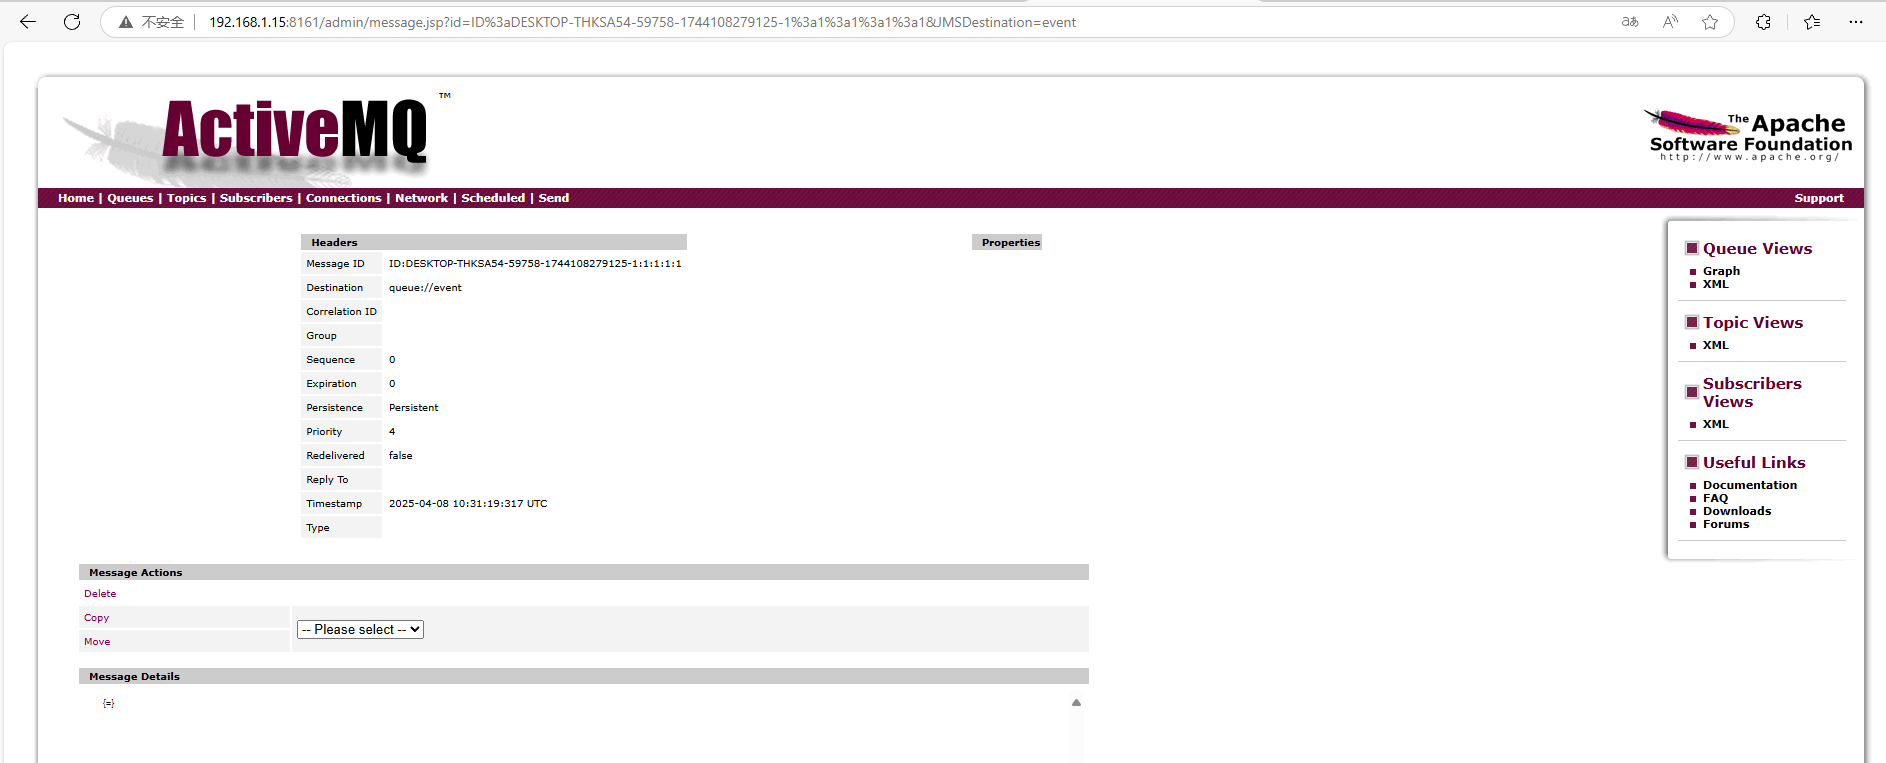 不安全 192.168.1.15:8161/admin/message.jsp?id=ID%3aDESKTOP-THKSA54-59758-1744108279125-1%3a1%3a1%3a1%3a1&JMSDestination=event
ActiveMQ ™
The Apache
Software Foundation
http://www.apache.org/
Home | Queues | Topics | Subscribers | Connections | Network | Scheduled | Send
Support
Headers
Message ID ID:DESKTOP-THKSA54-59758-1744108279125-1:1:1:1:1
Destination queue://event
Correlation ID
Group
Sequence 0
Expiration 0
Persistence Persistent
Priority 4
Redelivered false
Reply To
Timestamp 2025-04-08 10:31:19:317 UTC
Type
Properties
Message Actions
Delete
Copy
Move
-- Please select --
Message Details
{=}
Queue Views
Graph
XML
Topic Views
XML
Subscribers
Views
XML
Useful Links
Documentation
FAQ
Downloads
Forums